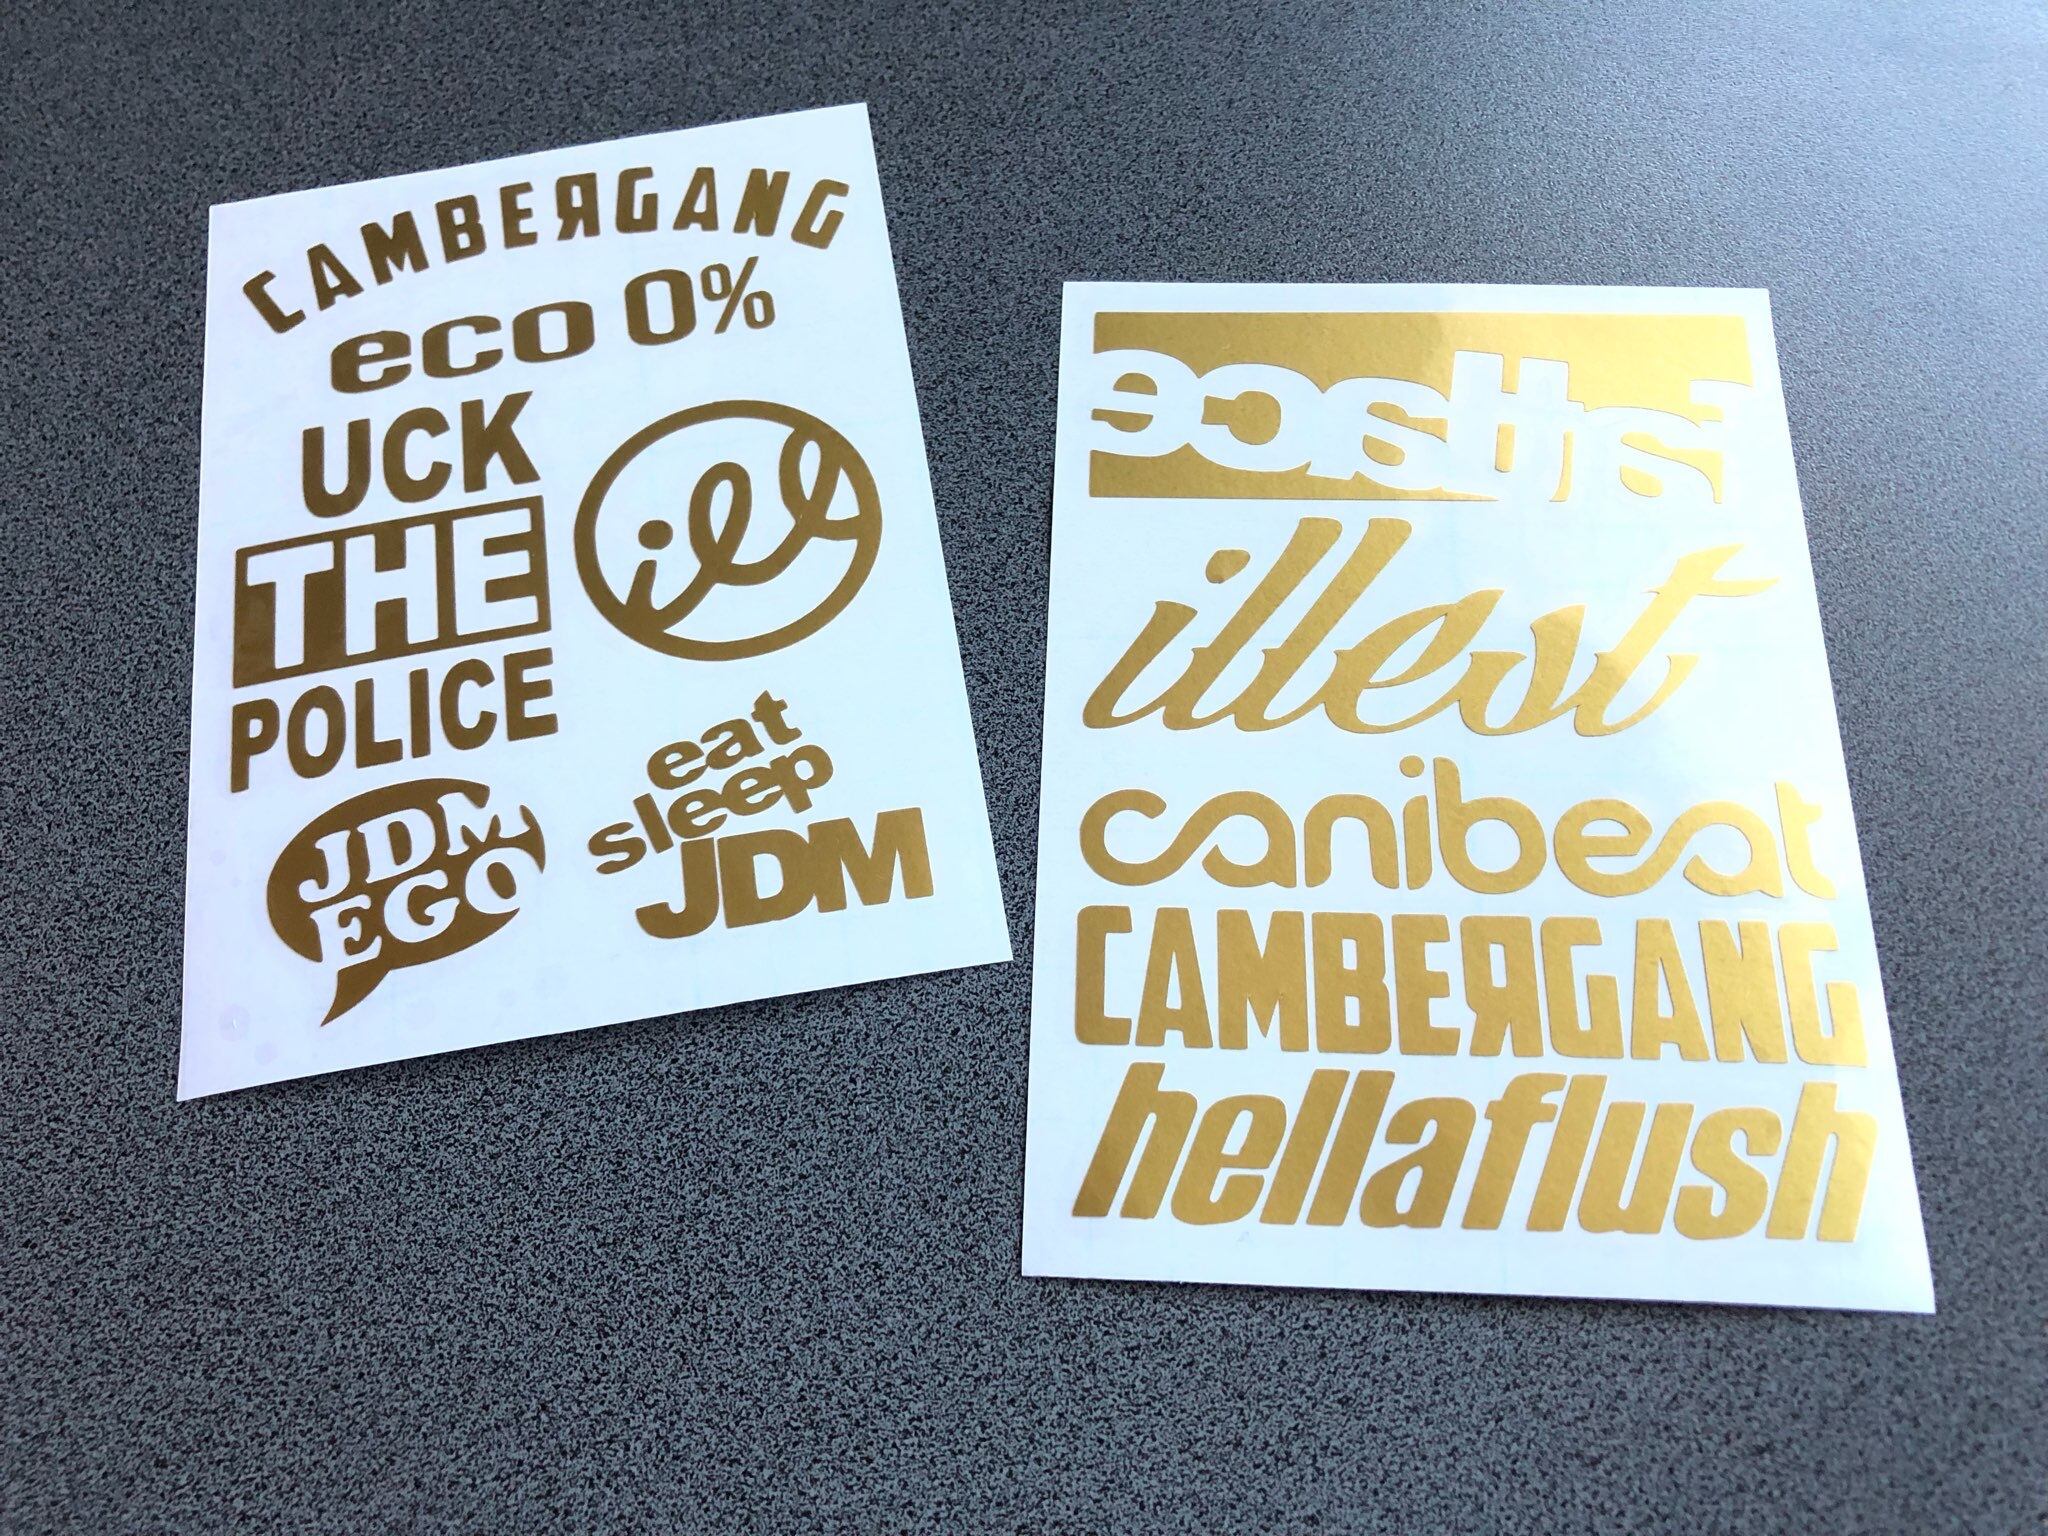 CAMBERGANG
eco 0%
UCK
THE
POLICE
ill
JDM
EGO
eat
sleep
JDM
illest
canibeat
CAMBERGANG
hellaflush